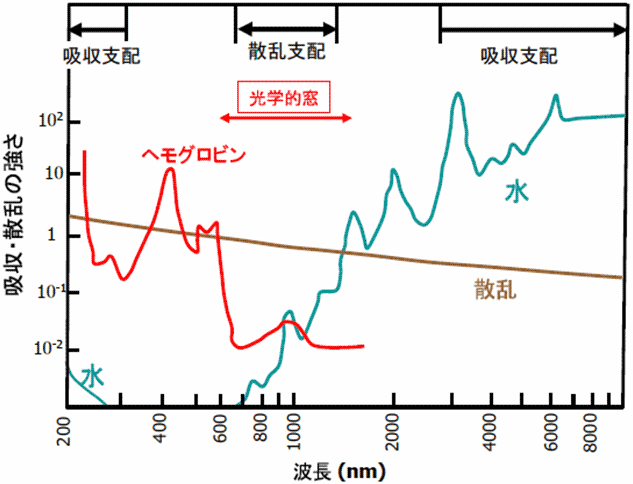 吸収支配
散乱支配
吸収支配
光学的窓
ヘモグロビン
水
散乱
水
吸収・散乱の強さ
10²
10
1
10⁻¹
10⁻²
200
400
600
800
1000
2000
4000
6000
8000
波長 (nm)